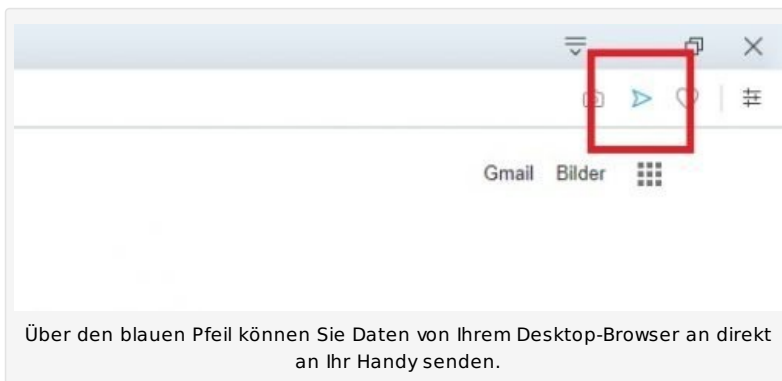 Gmail Bilder
Über den blauen Pfeil können Sie Daten von Ihrem Desktop-Browser an direkt
an Ihr Handy senden.